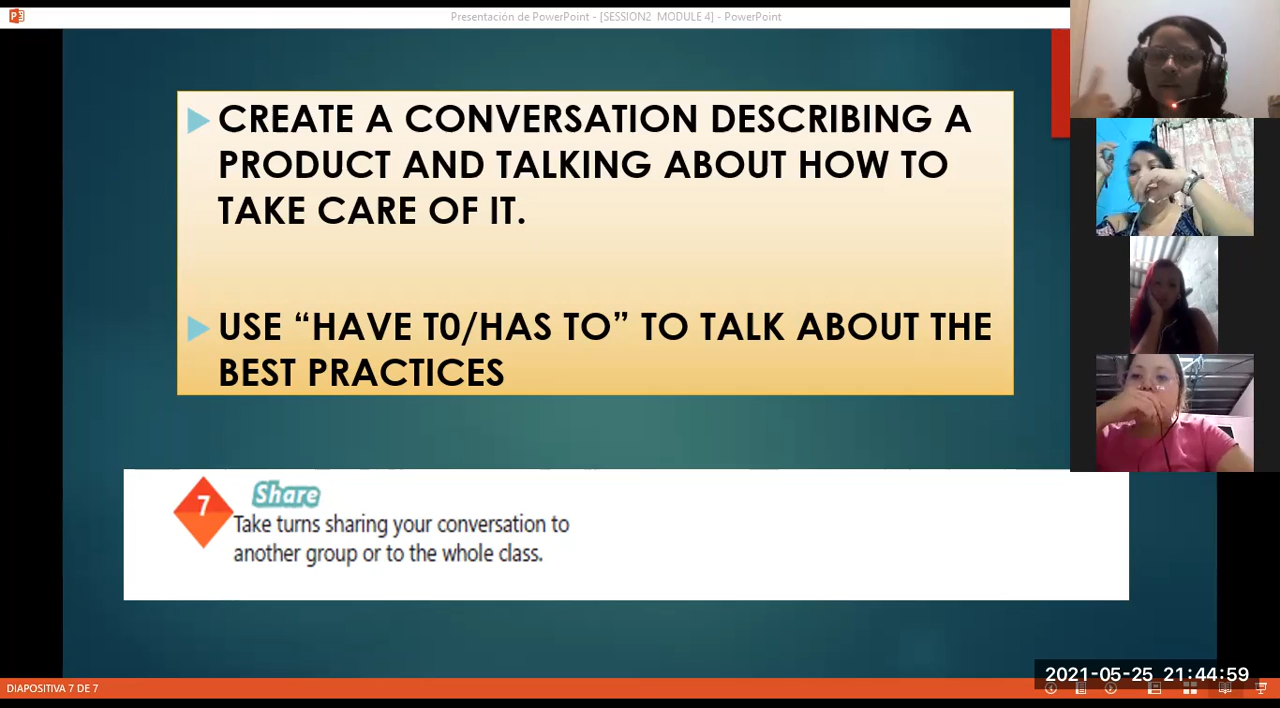 Presentación de PowerPoint - [SESSION2 MODULE 4] - PowerPoint
CREATE A CONVERSATION DESCRIBING A
PRODUCT AND TALKING ABOUT HOW TO
TAKE CARE OF IT.
USE “HAVE T0/HAS TO” TO TALK ABOUT THE
BEST PRACTICES
7
Share
Take turns sharing your conversation to
another group or to the whole class.
2021-05-25 21:44:59
DIAPOSITIVA 7 DE 7